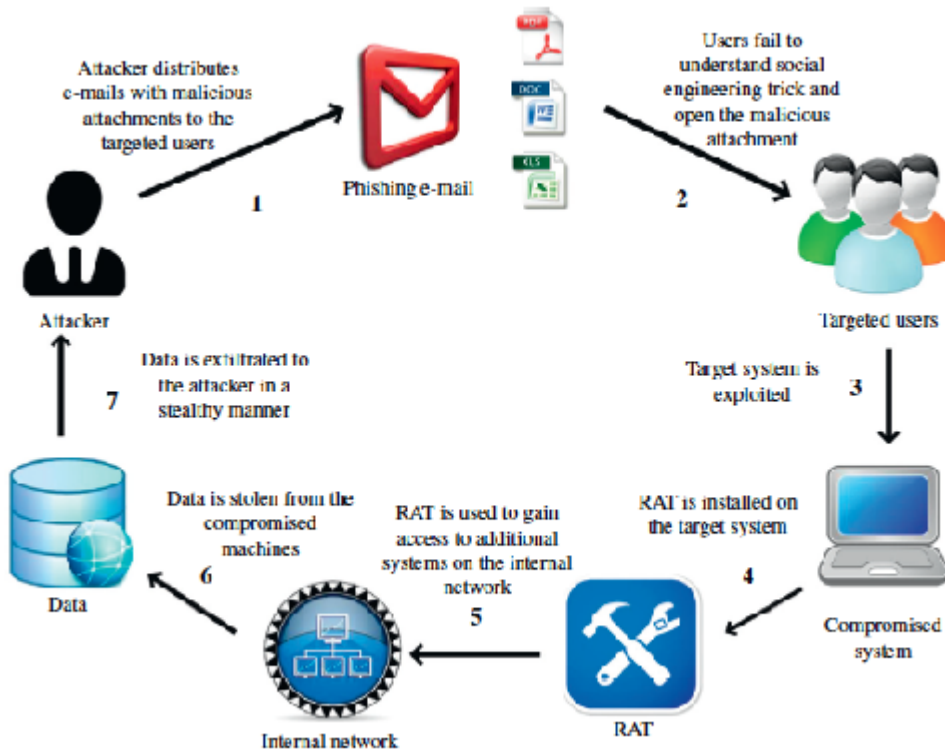 Attacker distributes
e-mails with malicious
attachments to the
targeted users
1
Phishing e-mail
PDF
DOC
XLS
Users fail to
understand social
engineering trick and
open the malicious
attachment
2
Attacker
Targeted users
Target system is
exploited
3
Data is exfiltrated to
the attacker in a
stealthy manner
7
RAT is installed on
the target system
4
Compromised
system
RAT is used to gain
access to additional
systems on the internal
network
5
RAT
Internal network
Data is stolen from the
compromised
machines
6
Data